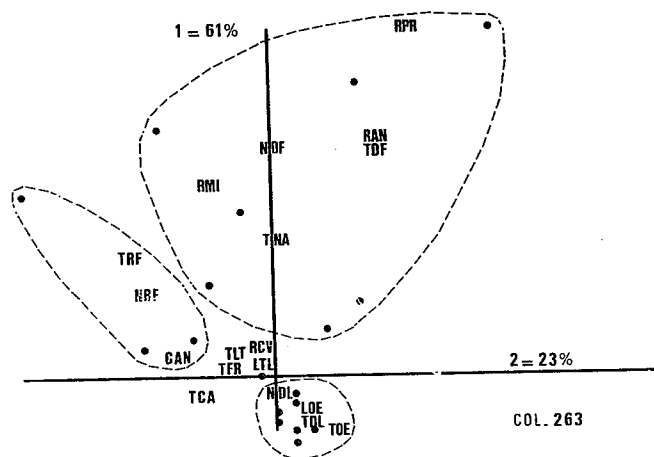 1 = 61%
RPR
RAN
TDF
NDF
RMI
TNA
TRF
NRF
CAN
TLT RCV
TFR LTL
2 = 23%
TCA
NDL
LOE
TDL
TOE
COL. 263